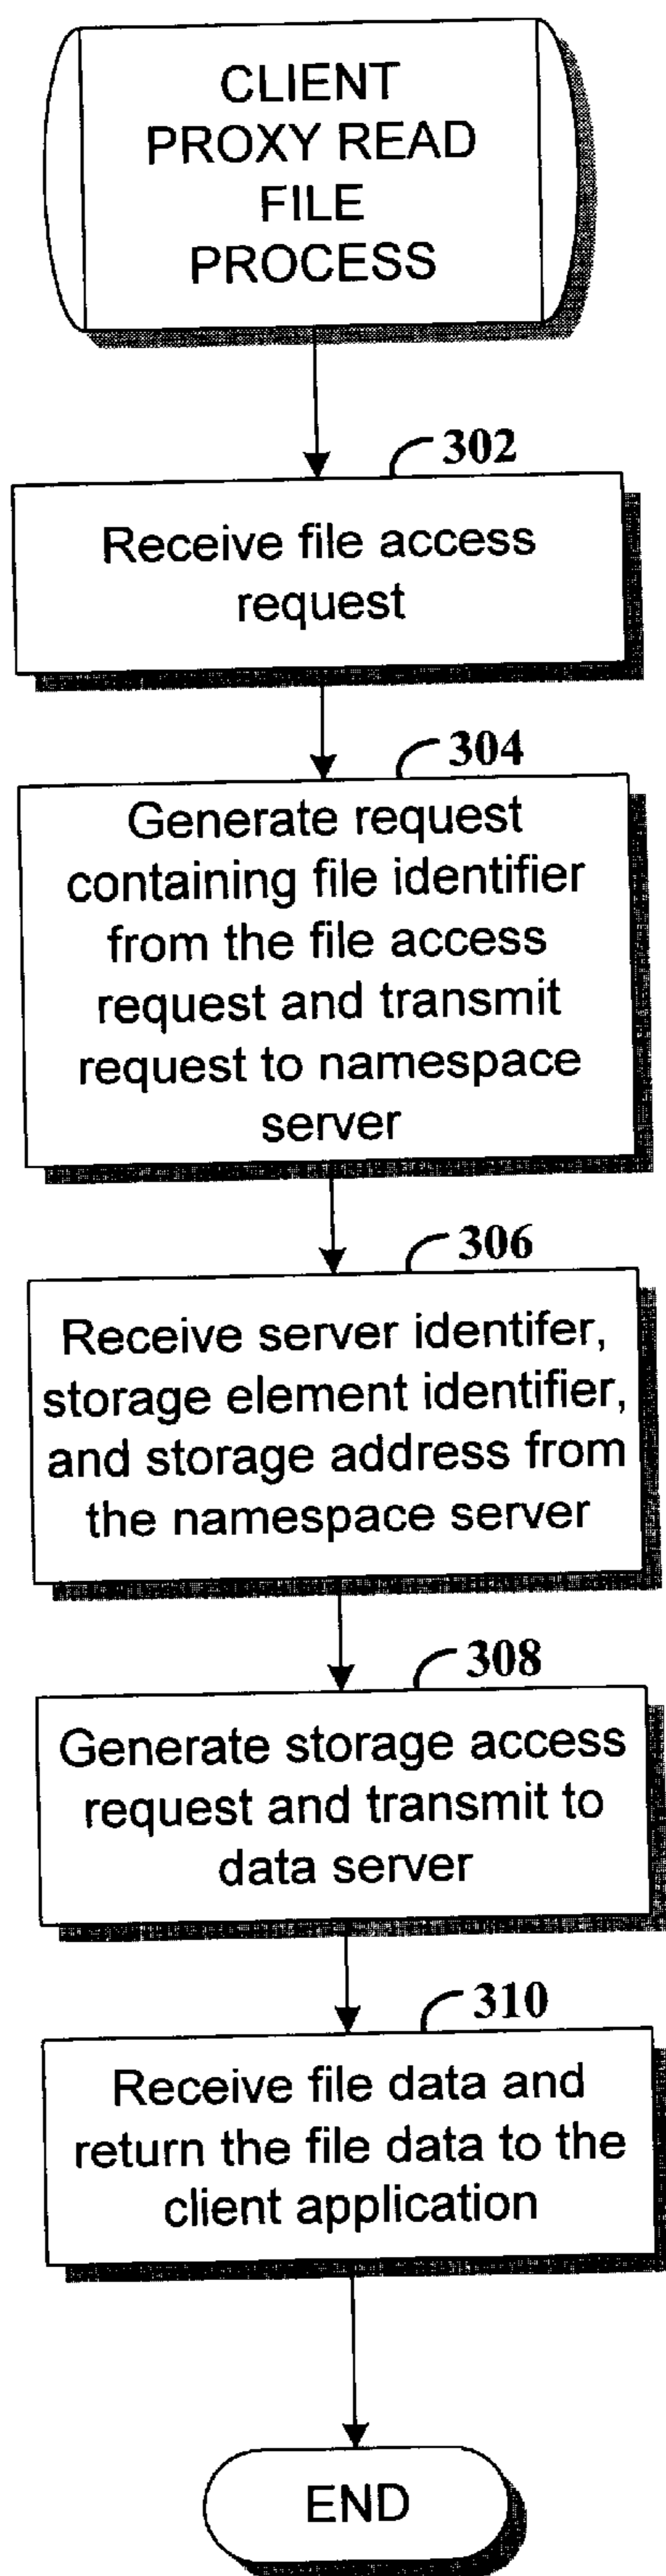 CLIENT
PROXY READ
FILE
PROCESS
302
Receive file access
request
304
Generate request
containing file identifier
from the file access
request and transmit
request to namespace
server
306
Receive server identifer,
storage element identifier,
and storage address from
the namespace server
308
Generate storage access
request and transmit to
data server
310
Receive file data and
return the file data to the
client application
END